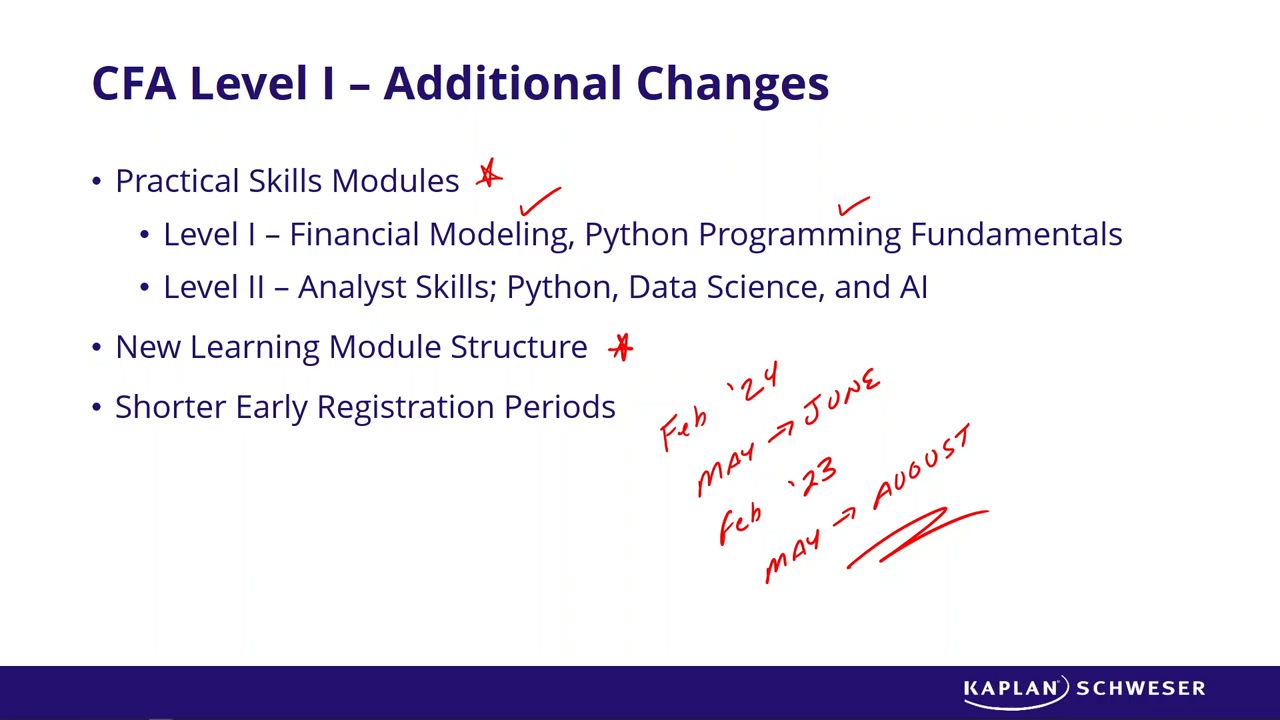 CFA Level I – Additional Changes
• Practical Skills Modules
• Level I – Financial Modeling, Python Programming Fundamentals
• Level II – Analyst Skills; Python, Data Science, and AI
• New Learning Module Structure
• Shorter Early Registration Periods
Feb '24
MAY → JUNE
Feb '23
MAY → AUGUST
KAPLAN SCHWESER